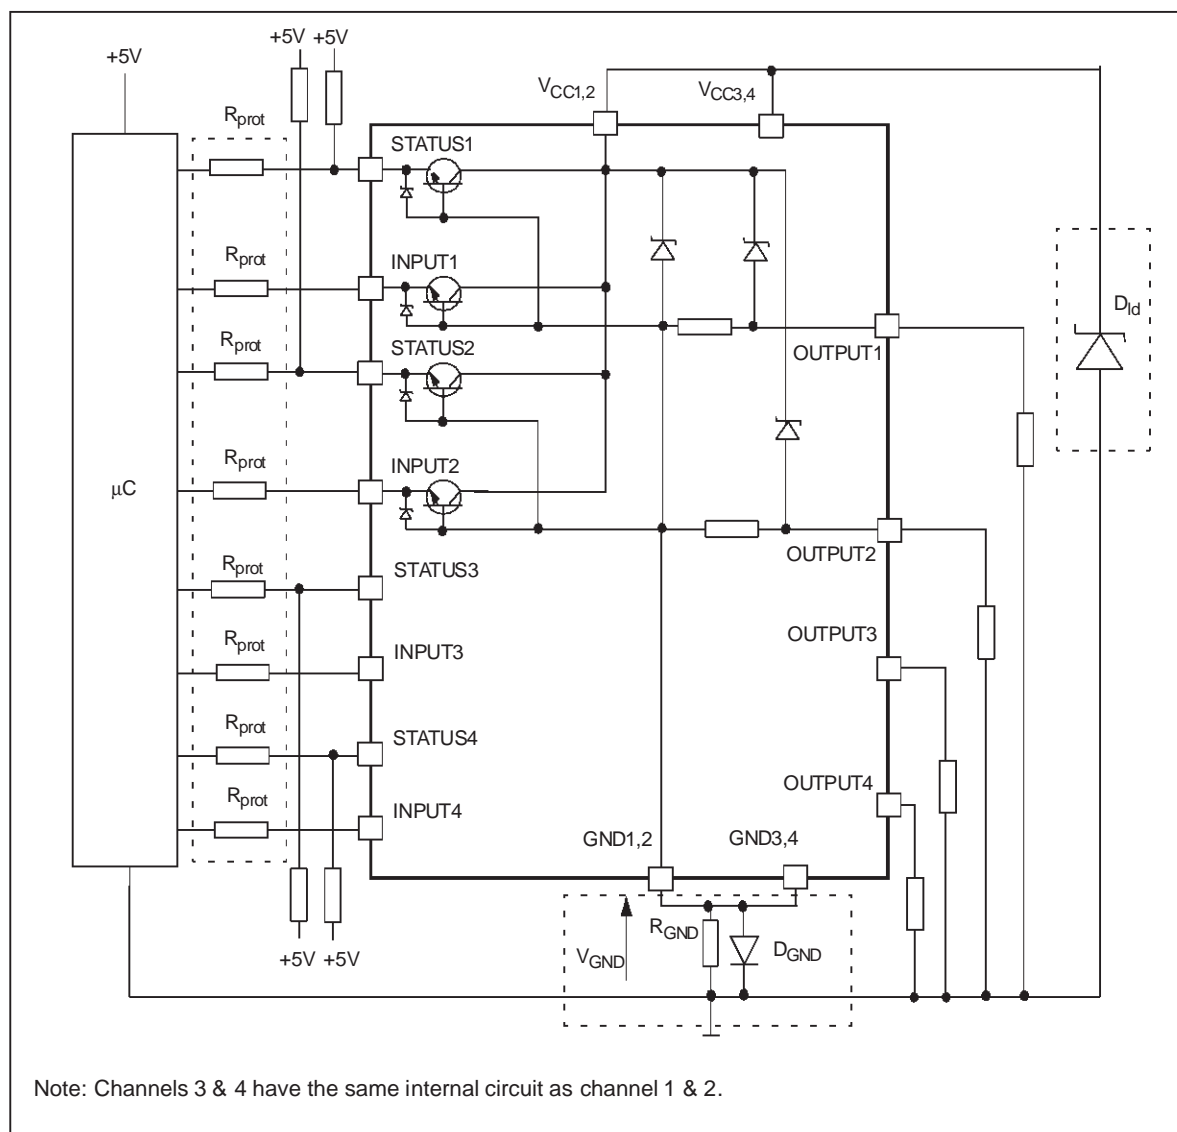 +5V +5V
+5V
VCC1,2
VCC3,4
Rprot
STATUS1
Rprot
INPUT1
Dld
Rprot
STATUS2
OUTPUT1
Rprot
INPUT2
μC
OUTPUT2
Rprot
STATUS3
OUTPUT3
Rprot
INPUT3
Rprot
STATUS4
OUTPUT4
Rprot
INPUT4
GND1,2
GND3,4
RGND
VGND
DGND
+5V +5V
Note: Channels 3 & 4 have the same internal circuit as channel 1 & 2.